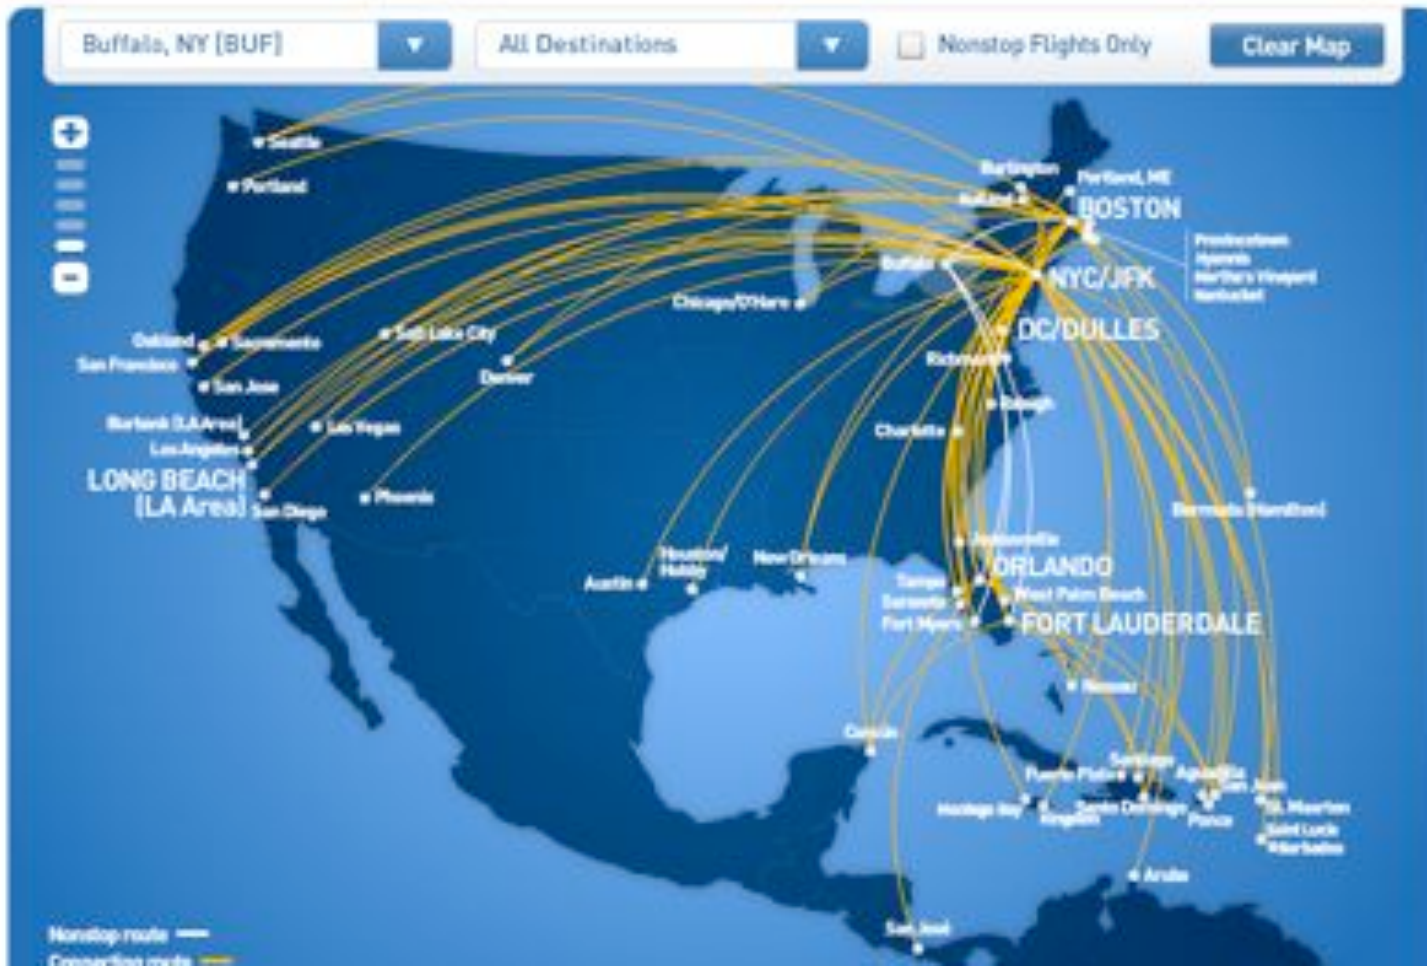 Buffalo, NY [BUF]
All Destinations
Nonstop Flights Only
Clear Map
Seattle
Portland
Burlington
Portland, ME
Rutland
BOSTON
Provincetown
Hyannis
Martha's Vineyard
Nantucket
Buffalo
NYC/JFK
Chicago/O'Hare
DC/DULLES
Oakland
Sacramento
Salt Lake City
San Francisco
Richmond
Denver
San Jose
Raleigh
Burbank (LA Area)
Las Vegas
Charlotte
Los Angeles
LONG BEACH
[LA Area]
Phoenix
San Diego
Bermuda (Hamilton)
Jacksonville
Houston/
Hobby
New Orleans
ORLANDO
Austin
Tampa
West Palm Beach
Sarasota
Fort Myers
FORT LAUDERDALE
Nassau
Cancún
Santiago
Puerto Plata
Aguadilla
San Juan
Montego Bay
Kingston
Santo Domingo
Ponce
St. Maarten
Saint Lucia
Barbados
Aruba
San José
Nonstop route
Connecting route